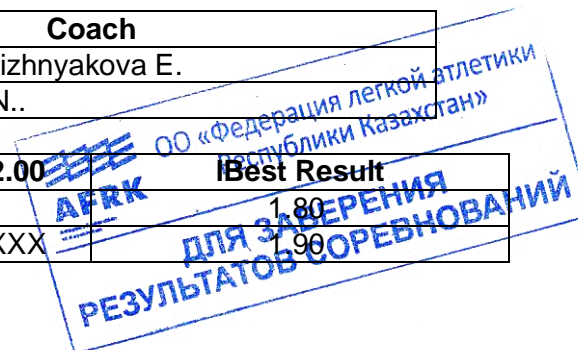 Coach
izhnyakova E.
N..
ОО «Федерация легкой атлетики
Республики Казахстан»
AFRK
2.00 IBest Result
1.80
XXX 1.90
ДЛЯ ЗАВЕРЕНИЯ
РЕЗУЛЬТАТОВ СОРЕВНОВАНИЙ